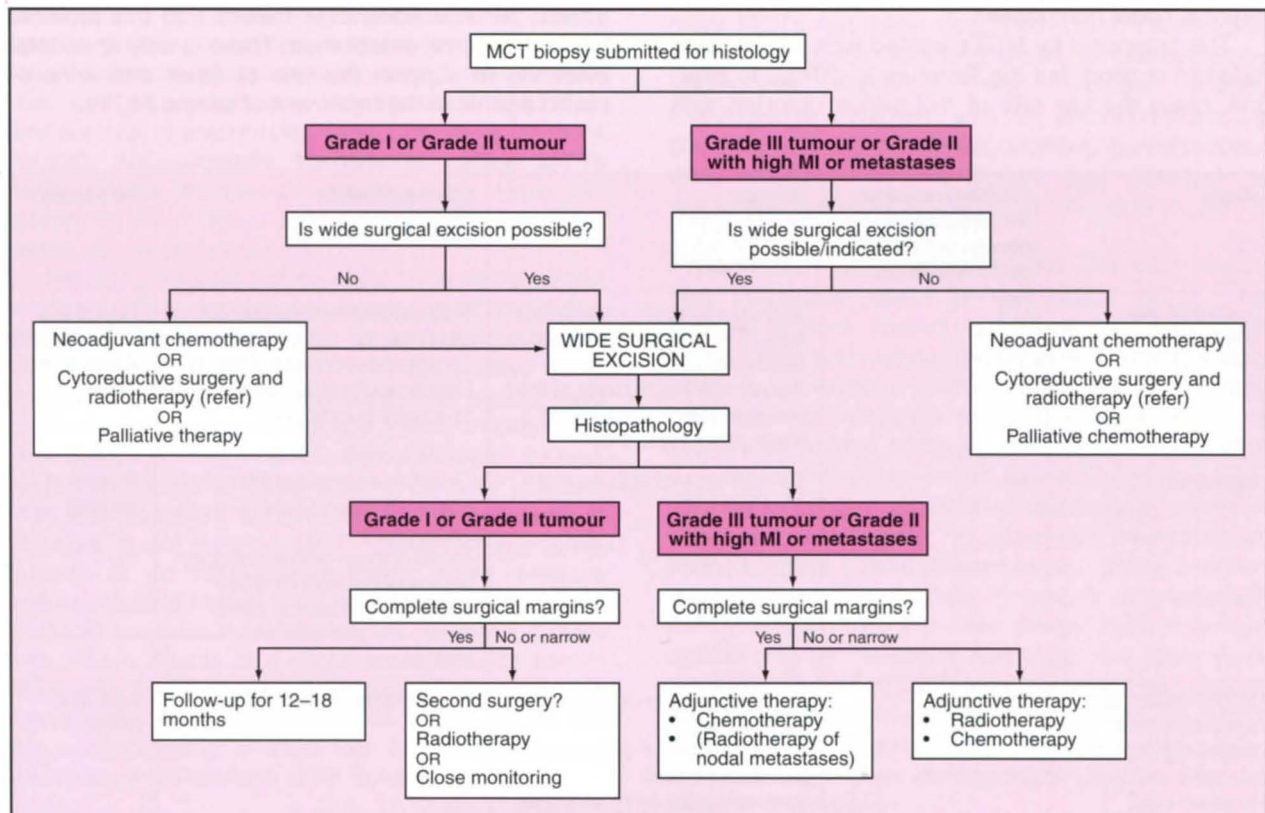 MCT biopsy submitted for histology
Grade I or Grade II tumour
Grade III tumour or Grade II
with high MI or metastases
Is wide surgical excision possible?
Is wide surgical excision
possible/indicated?
No
Yes
Yes
No
Neoadjuvant chemotherapy
OR
Cytoreductive surgery and
radiotherapy (refer)
OR
Palliative therapy
WIDE SURGICAL
EXCISION
Neoadjuvant chemotherapy
OR
Cytoreductive surgery and
radiotherapy (refer)
OR
Palliative chemotherapy
Histopathology
Grade I or Grade II tumour
Grade III tumour or Grade II
with high MI or metastases
Complete surgical margins?
Complete surgical margins?
Yes
No or narrow
Yes
No or narrow
Follow-up for 12–18
months
Second surgery?
OR
Radiotherapy
OR
Close monitoring
Adjunctive therapy:
• Chemotherapy
• (Radiotherapy of
nodal metastases)
Adjunctive therapy:
• Radiotherapy
• Chemotherapy